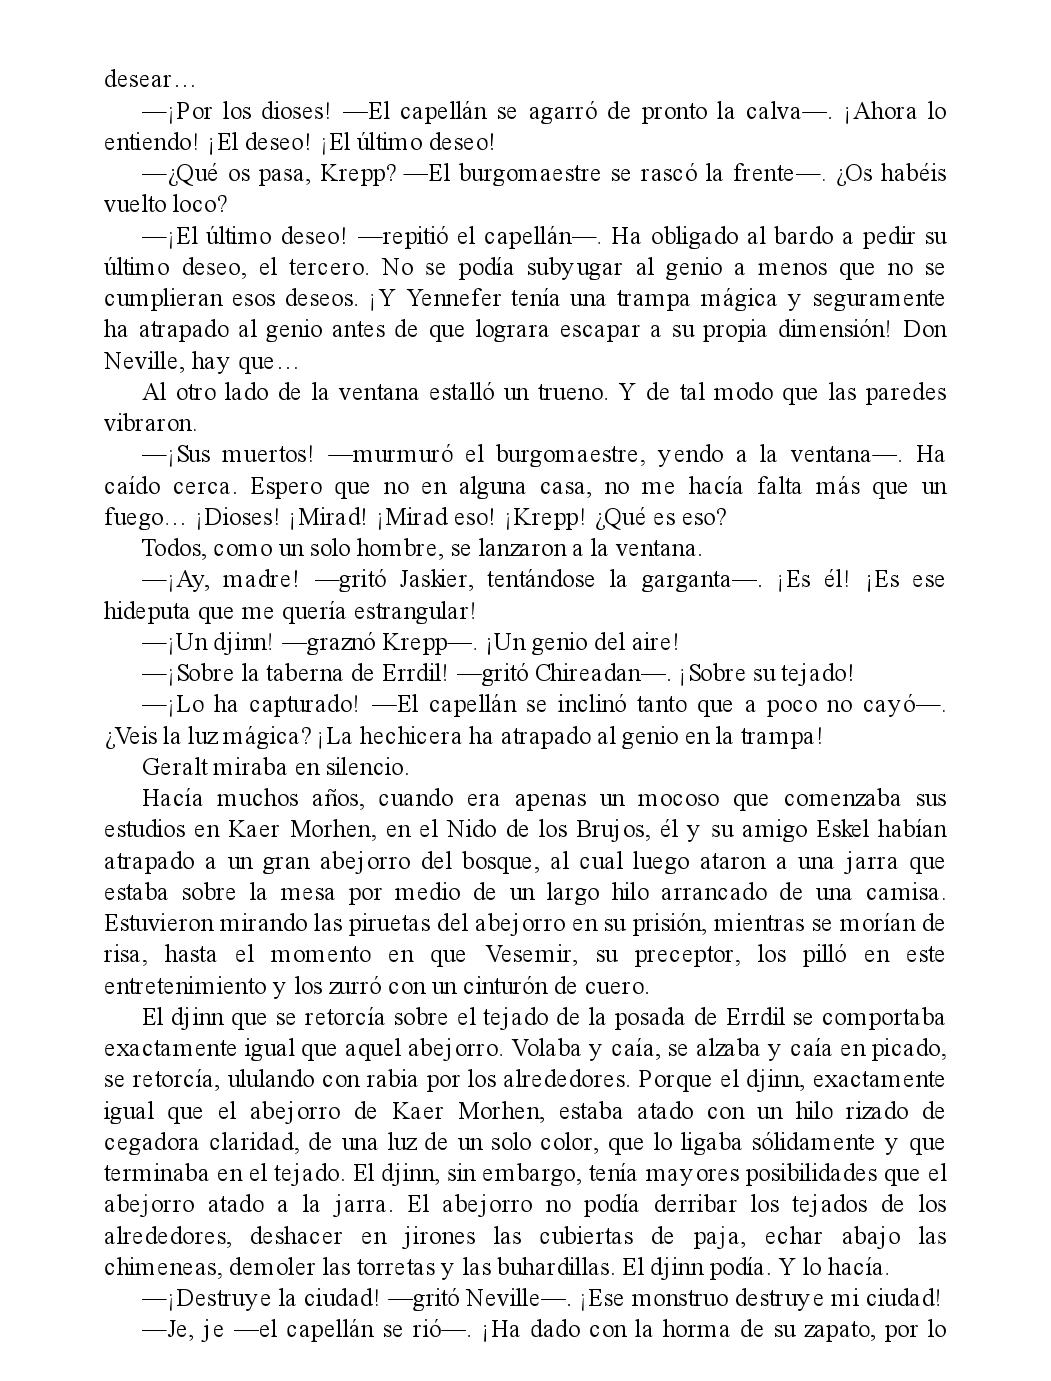 desear…
—¡Por los dioses! —El capellán se agarró de pronto la calva—. ¡Ahora lo
entiendo! ¡El deseo! ¡El último deseo!
—¿Qué os pasa, Krepp? —El burgomaestre se rascó la frente—. ¿Os habéis
vuelto loco?
—¡El último deseo! —repitió el capellán—. Ha obligado al bardo a pedir su
último deseo, el tercero. No se podía subyugar al genio a menos que no se
cumplieran esos deseos. ¡Y Yennefer tenía una trampa mágica y seguramente
ha atrapado al genio antes de que lograra escapar a su propia dimensión! Don
Neville, hay que…
Al otro lado de la ventana estalló un trueno. Y de tal modo que las paredes
vibraron.
—¡Sus muertos! —murmuró el burgomaestre, yendo a la ventana—. Ha
caído cerca. Espero que no en alguna casa, no me hacía falta más que un
fuego… ¡Dioses! ¡Mirad! ¡Mirad eso! ¡Krepp! ¿Qué es eso?
Todos, como un solo hombre, se lanzaron a la ventana.
—¡Ay, madre! —gritó Jaskier, tentándose la garganta—. ¡Es él! ¡Es ese
hideputa que me quería estrangular!
—¡Un djinn! —graznó Krepp—. ¡Un genio del aire!
—¡Sobre la taberna de Errdil! —gritó Chireadan—. ¡Sobre su tejado!
—¡Lo ha capturado! —El capellán se inclinó tanto que a poco no cayó—.
¿Veis la luz mágica? ¡La hechicera ha atrapado al genio en la trampa!
Geralt miraba en silencio.
Hacía muchos años, cuando era apenas un mocoso que comenzaba sus
estudios en Kaer Morhen, en el Nido de los Brujos, él y su amigo Eskel habían
atrapado a un gran abejorro del bosque, al cual luego ataron a una jarra que
estaba sobre la mesa por medio de un largo hilo arrancado de una camisa.
Estuvieron mirando las piruetas del abejorro en su prisión, mientras se morían de
risa, hasta el momento en que Vesemir, su preceptor, los pilló en este
entretenimiento y los zurró con un cinturón de cuero.
El djinn que se retorcía sobre el tejado de la posada de Errdil se comportaba
exactamente igual que aquel abejorro. Volaba y caía, se alzaba y caía en picado,
se retorcía, ululando con rabia por los alrededores. Porque el djinn, exactamente
igual que el abejorro de Kaer Morhen, estaba atado con un hilo rizado de
cegadora claridad, de una luz de un solo color, que lo ligaba sólidamente y que
terminaba en el tejado. El djinn, sin embargo, tenía mayores posibilidades que el
abejorro atado a la jarra. El abejorro no podía derribar los tejados de los
alrededores, deshacer en jirones las cubiertas de paja, echar abajo las
chimeneas, demoler las torretas y las buhardillas. El djinn podía. Y lo hacía.
—¡Destruye la ciudad! —gritó Neville—. ¡Ese monstruo destruye mi ciudad!
—Je, je —el capellán se rió—. ¡Ha dado con la horma de su zapato, por lo